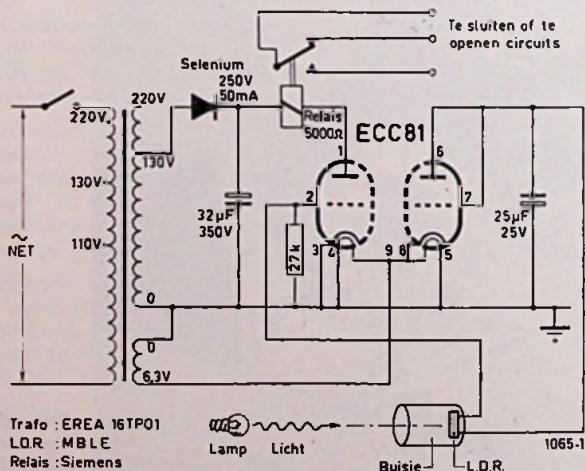 Te sluiten of te
openen circuits
Selenium
250V
50mA
220V
220V
Relais
5000Ω
ECC81
130V
130V
110V
~
NET
32µF
350V
27k
1
2
3
4
9
6
7
8
5
25µF
25V
0
0
6,3V
Trafo : EREA 16TP01
L.D.R. : MBLE
Relais : Siemens
Lamp
Licht
Buisje
L.D.R.
1065-1